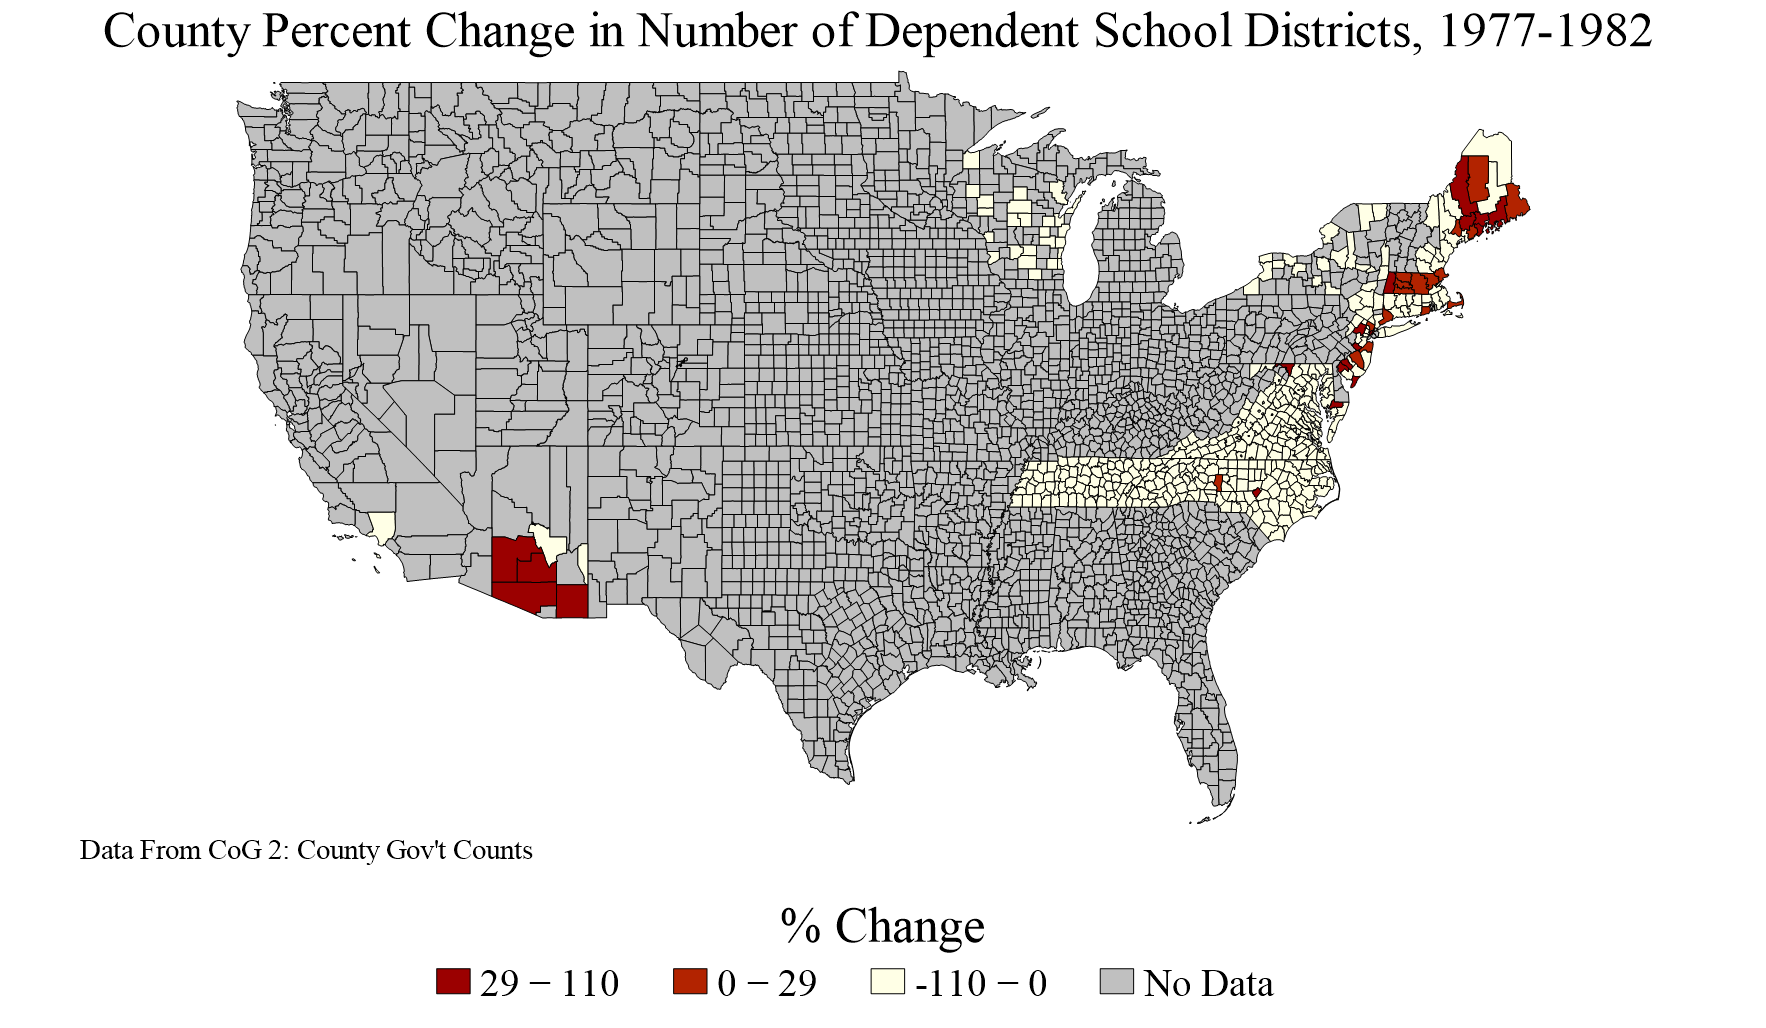 County Percent Change in Number of Dependent School Districts, 1977-1982
Data From CoG 2: County Gov't Counts
% Change
29 − 110 0 − 29 -110 − 0 No Data